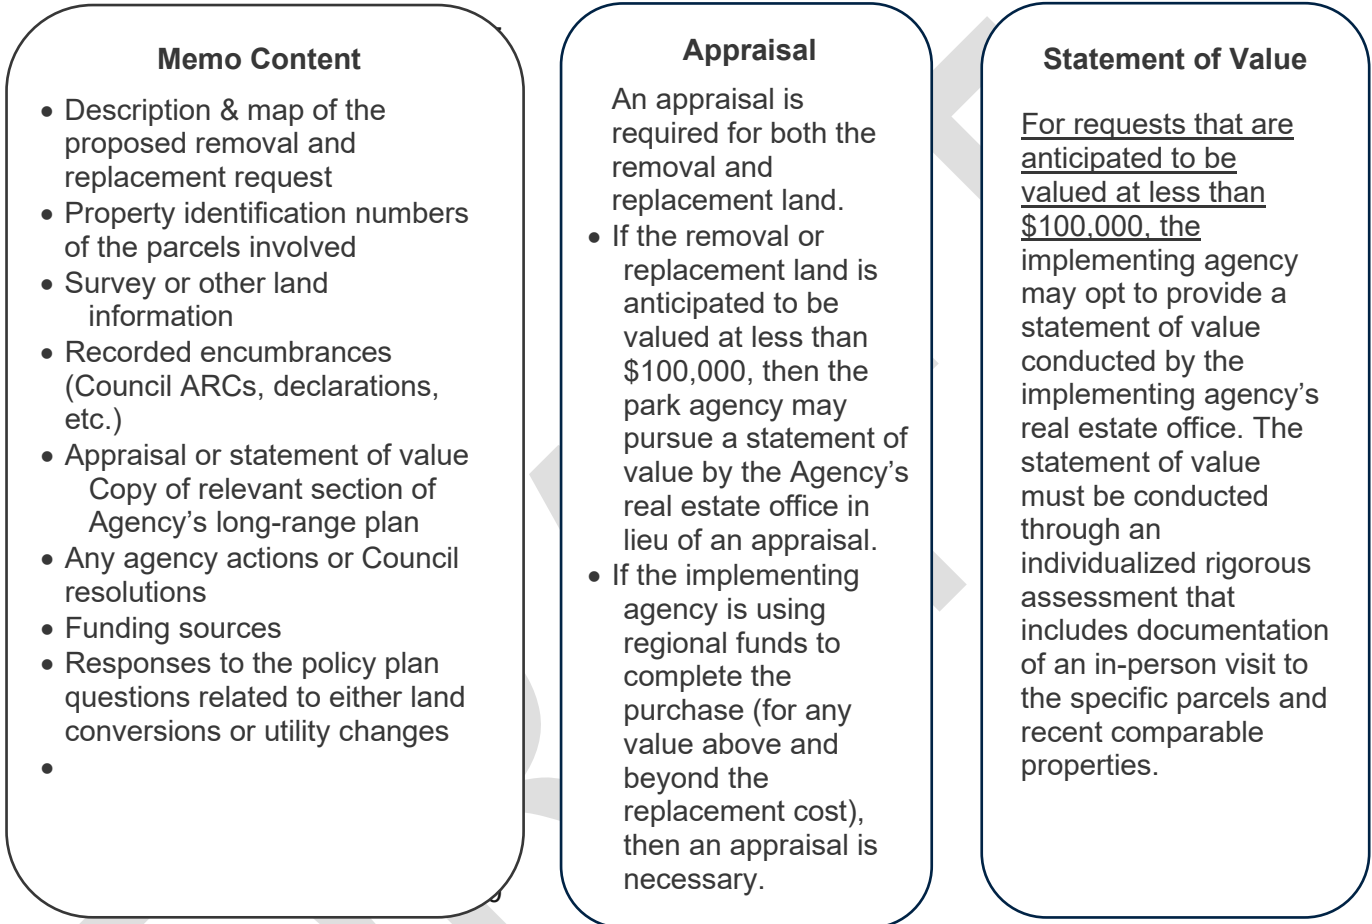 Memo Content
• Description & map of the
proposed removal and
replacement request
• Property identification numbers
of the parcels involved
• Survey or other land
information
• Recorded encumbrances
(Council ARCs, declarations,
etc.)
• Appraisal or statement of value
Copy of relevant section of
Agency’s long-range plan
• Any agency actions or Council
resolutions
• Funding sources
• Responses to the policy plan
questions related to either land
conversions or utility changes
•
Appraisal
An appraisal is
required for both the
removal and
replacement land.
• If the removal or
replacement land is
anticipated to be
valued at less than
$100,000, then the
park agency may
pursue a statement of
value by the Agency’s
real estate office in
lieu of an appraisal.
• If the implementing
agency is using
regional funds to
complete the
purchase (for any
value above and
beyond the
replacement cost),
then an appraisal is
necessary.
Statement of Value
For requests that are
anticipated to be
valued at less than
$100,000, the
implementing agency
may opt to provide a
statement of value
conducted by the
implementing agency’s
real estate office. The
statement of value
must be conducted
through an
individualized rigorous
assessment that
includes documentation
of an in-person visit to
the specific parcels and
recent comparable
properties.